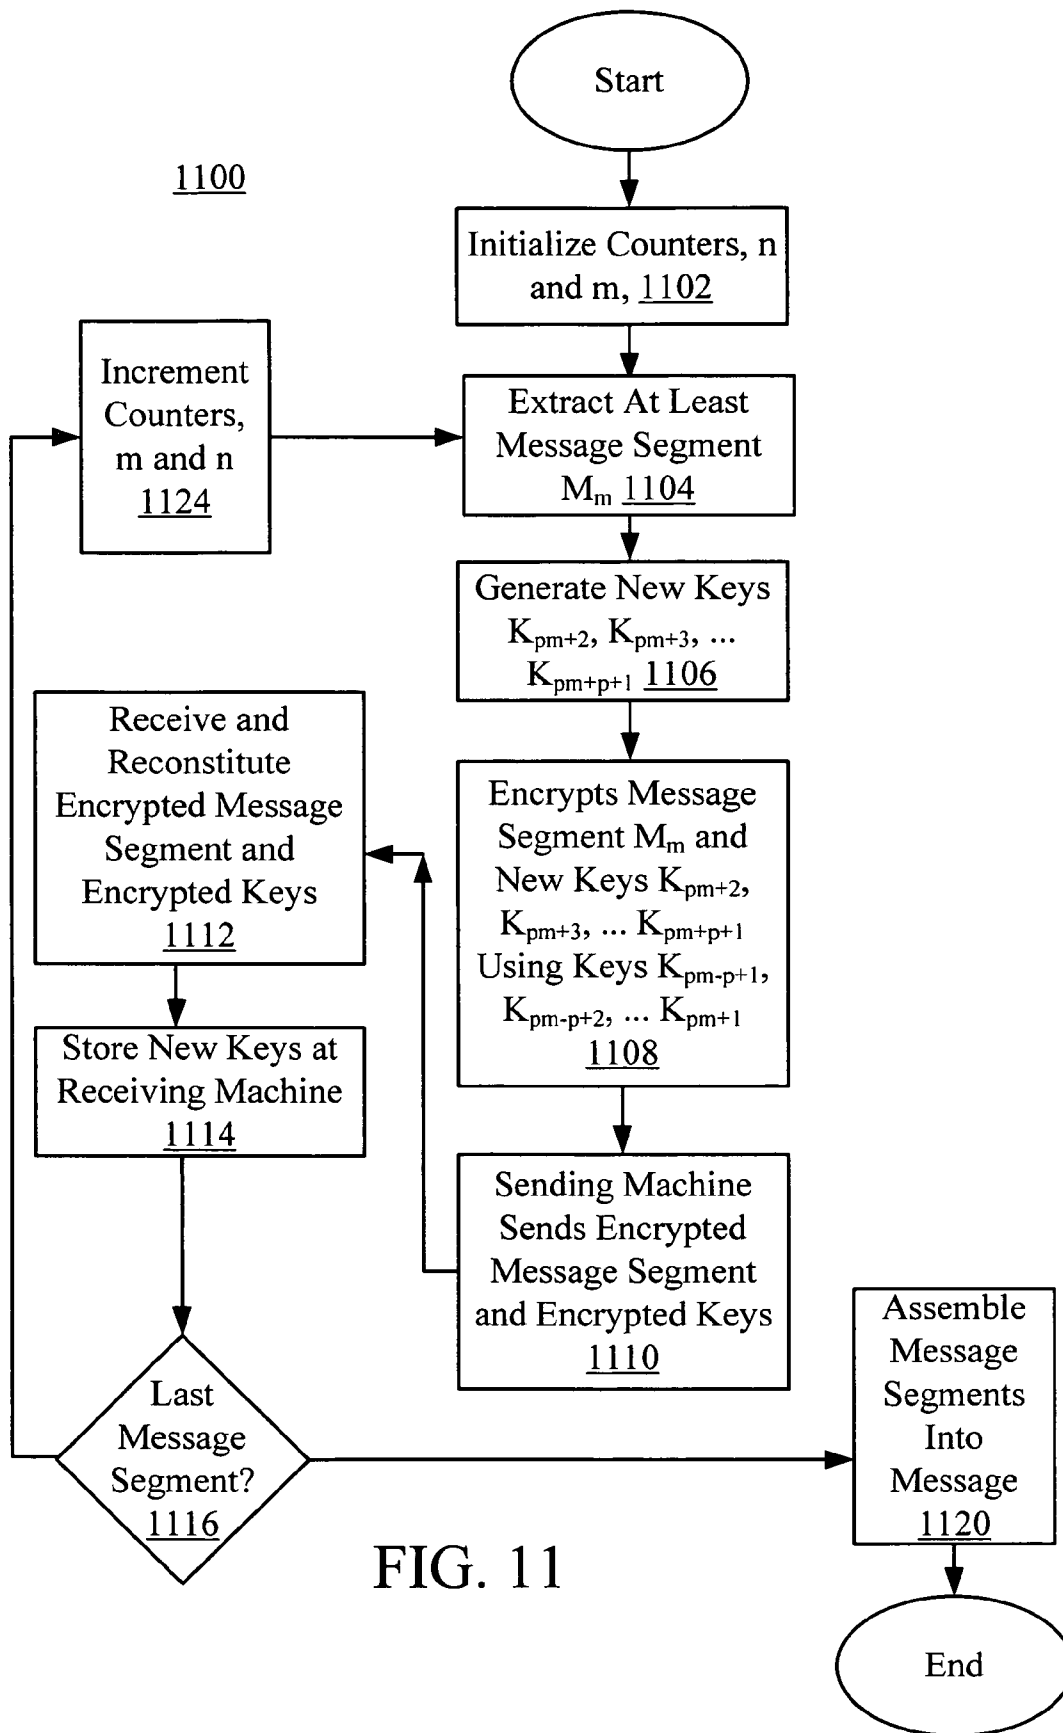 Start
1100
Initialize Counters, n
and m, 1102
Increment
Counters,
m and n
1124
Extract At Least
Message Segment
Mₘ 1104
Generate New Keys
Kₚₘ₊₂, Kₚₘ₊₃, ...
Kₚₘ₊ₚ₊₁ 1106
Encrypts Message
Segment Mₘ and
New Keys Kₚₘ₊₂,
Kₚₘ₊₃, ... Kₚₘ₊ₚ₊₁
Using Keys Kₚₘ₋ₚ₊₁,
Kₚₘ₋ₚ₊₂, ... Kₚₘ₊₁
1108
Sending Machine
Sends Encrypted
Message Segment
and Encrypted Keys
1110
Receive and
Reconstitute
Encrypted Message
Segment and
Encrypted Keys
1112
Store New Keys at
Receiving Machine
1114
Last
Message
Segment?
1116
Assemble
Message
Segments
Into
Message
1120
End
FIG. 11